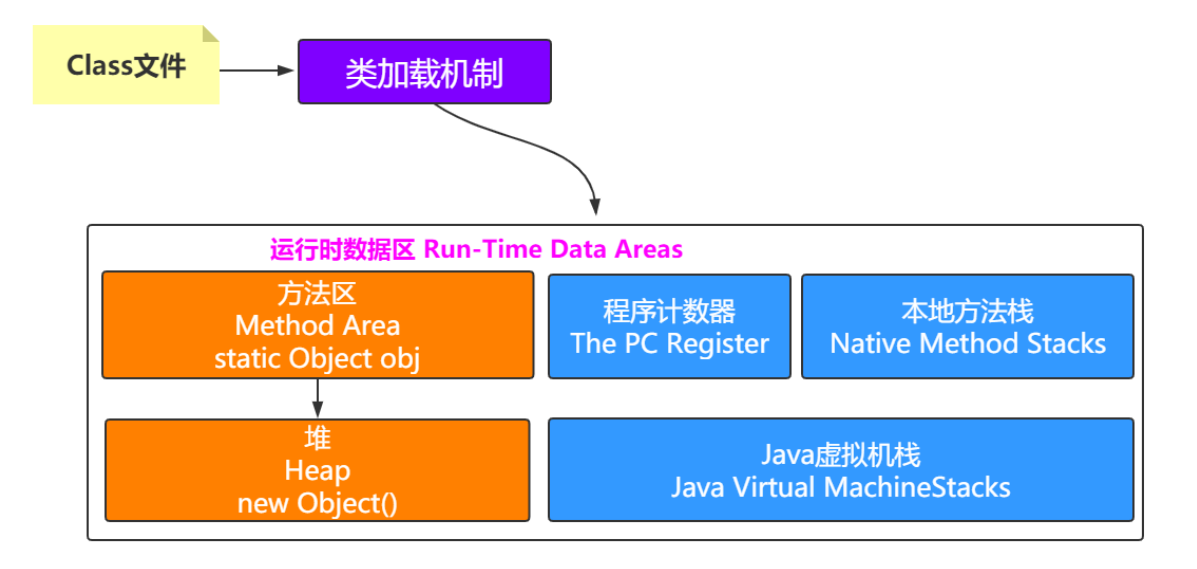 Class文件
类加载机制
运行时数据区 Run-Time Data Areas
方法区
Method Area
static Object obj
程序计数器
The PC Register
本地方法栈
Native Method Stacks
堆
Heap
new Object()
Java虚拟机栈
Java Virtual MachineStacks